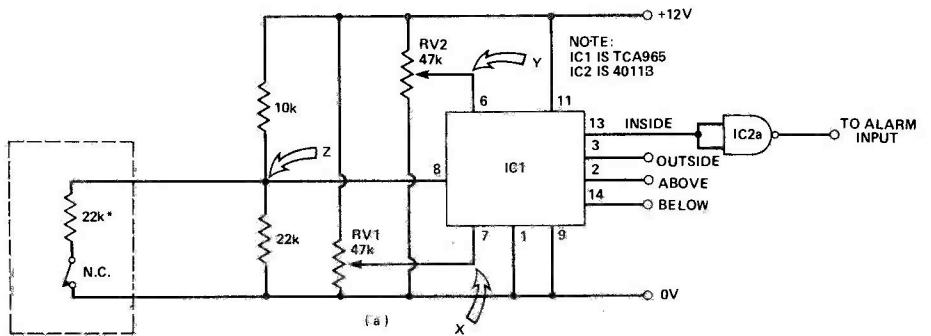 +12V
RV2
47k
Y
NOTE:
IC1 IS TCA965
IC2 IS 4011B
10k
6
11
13
INSIDE
IC2a
TO ALARM
INPUT
Z
3
OUTSIDE
8
IC1
2
ABOVE
14
BELOW
22k*
22k
RV1
47k
7
1
9
N.C.
0V
(a)
X